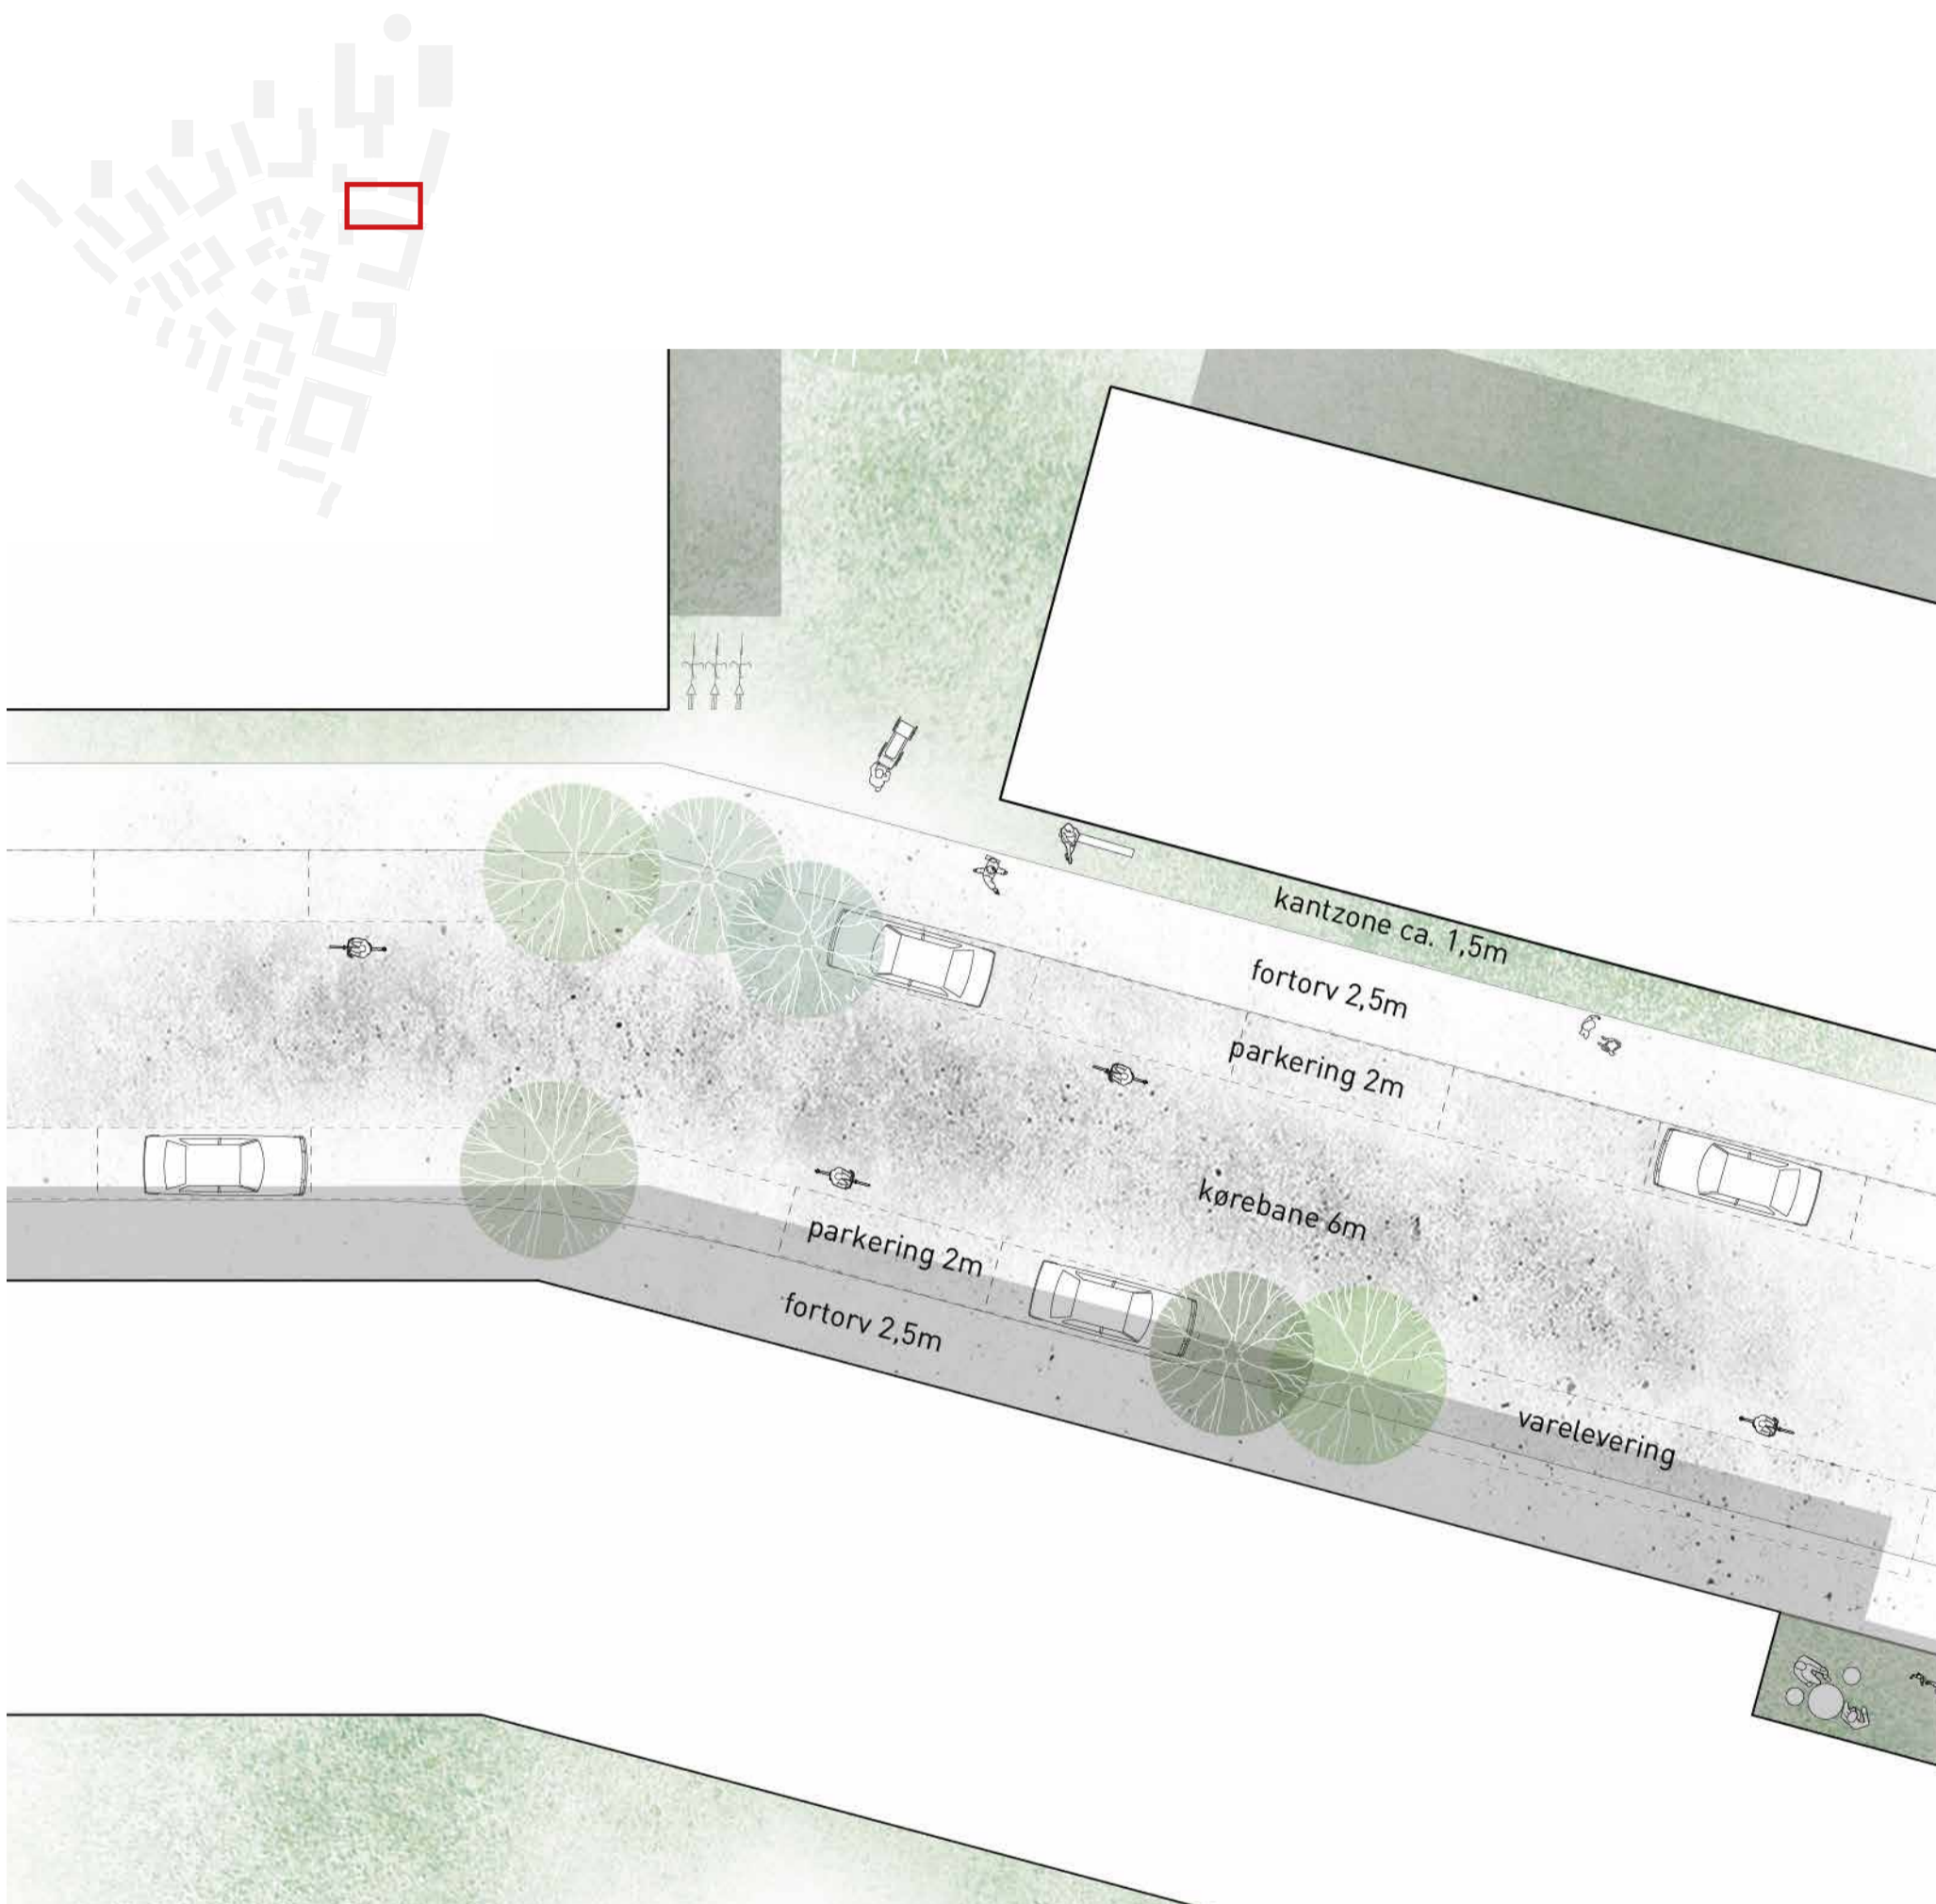 kantzone ca. 1,5m
fortorv 2,5m
parkering 2m
kørebane 6m
parkering 2m
fortorv 2,5m
varelevering